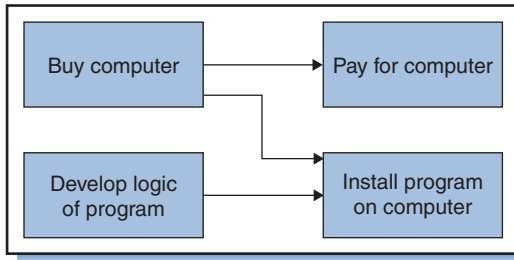 Buy computer
Pay for computer
Develop logic
of program
Install program
on computer